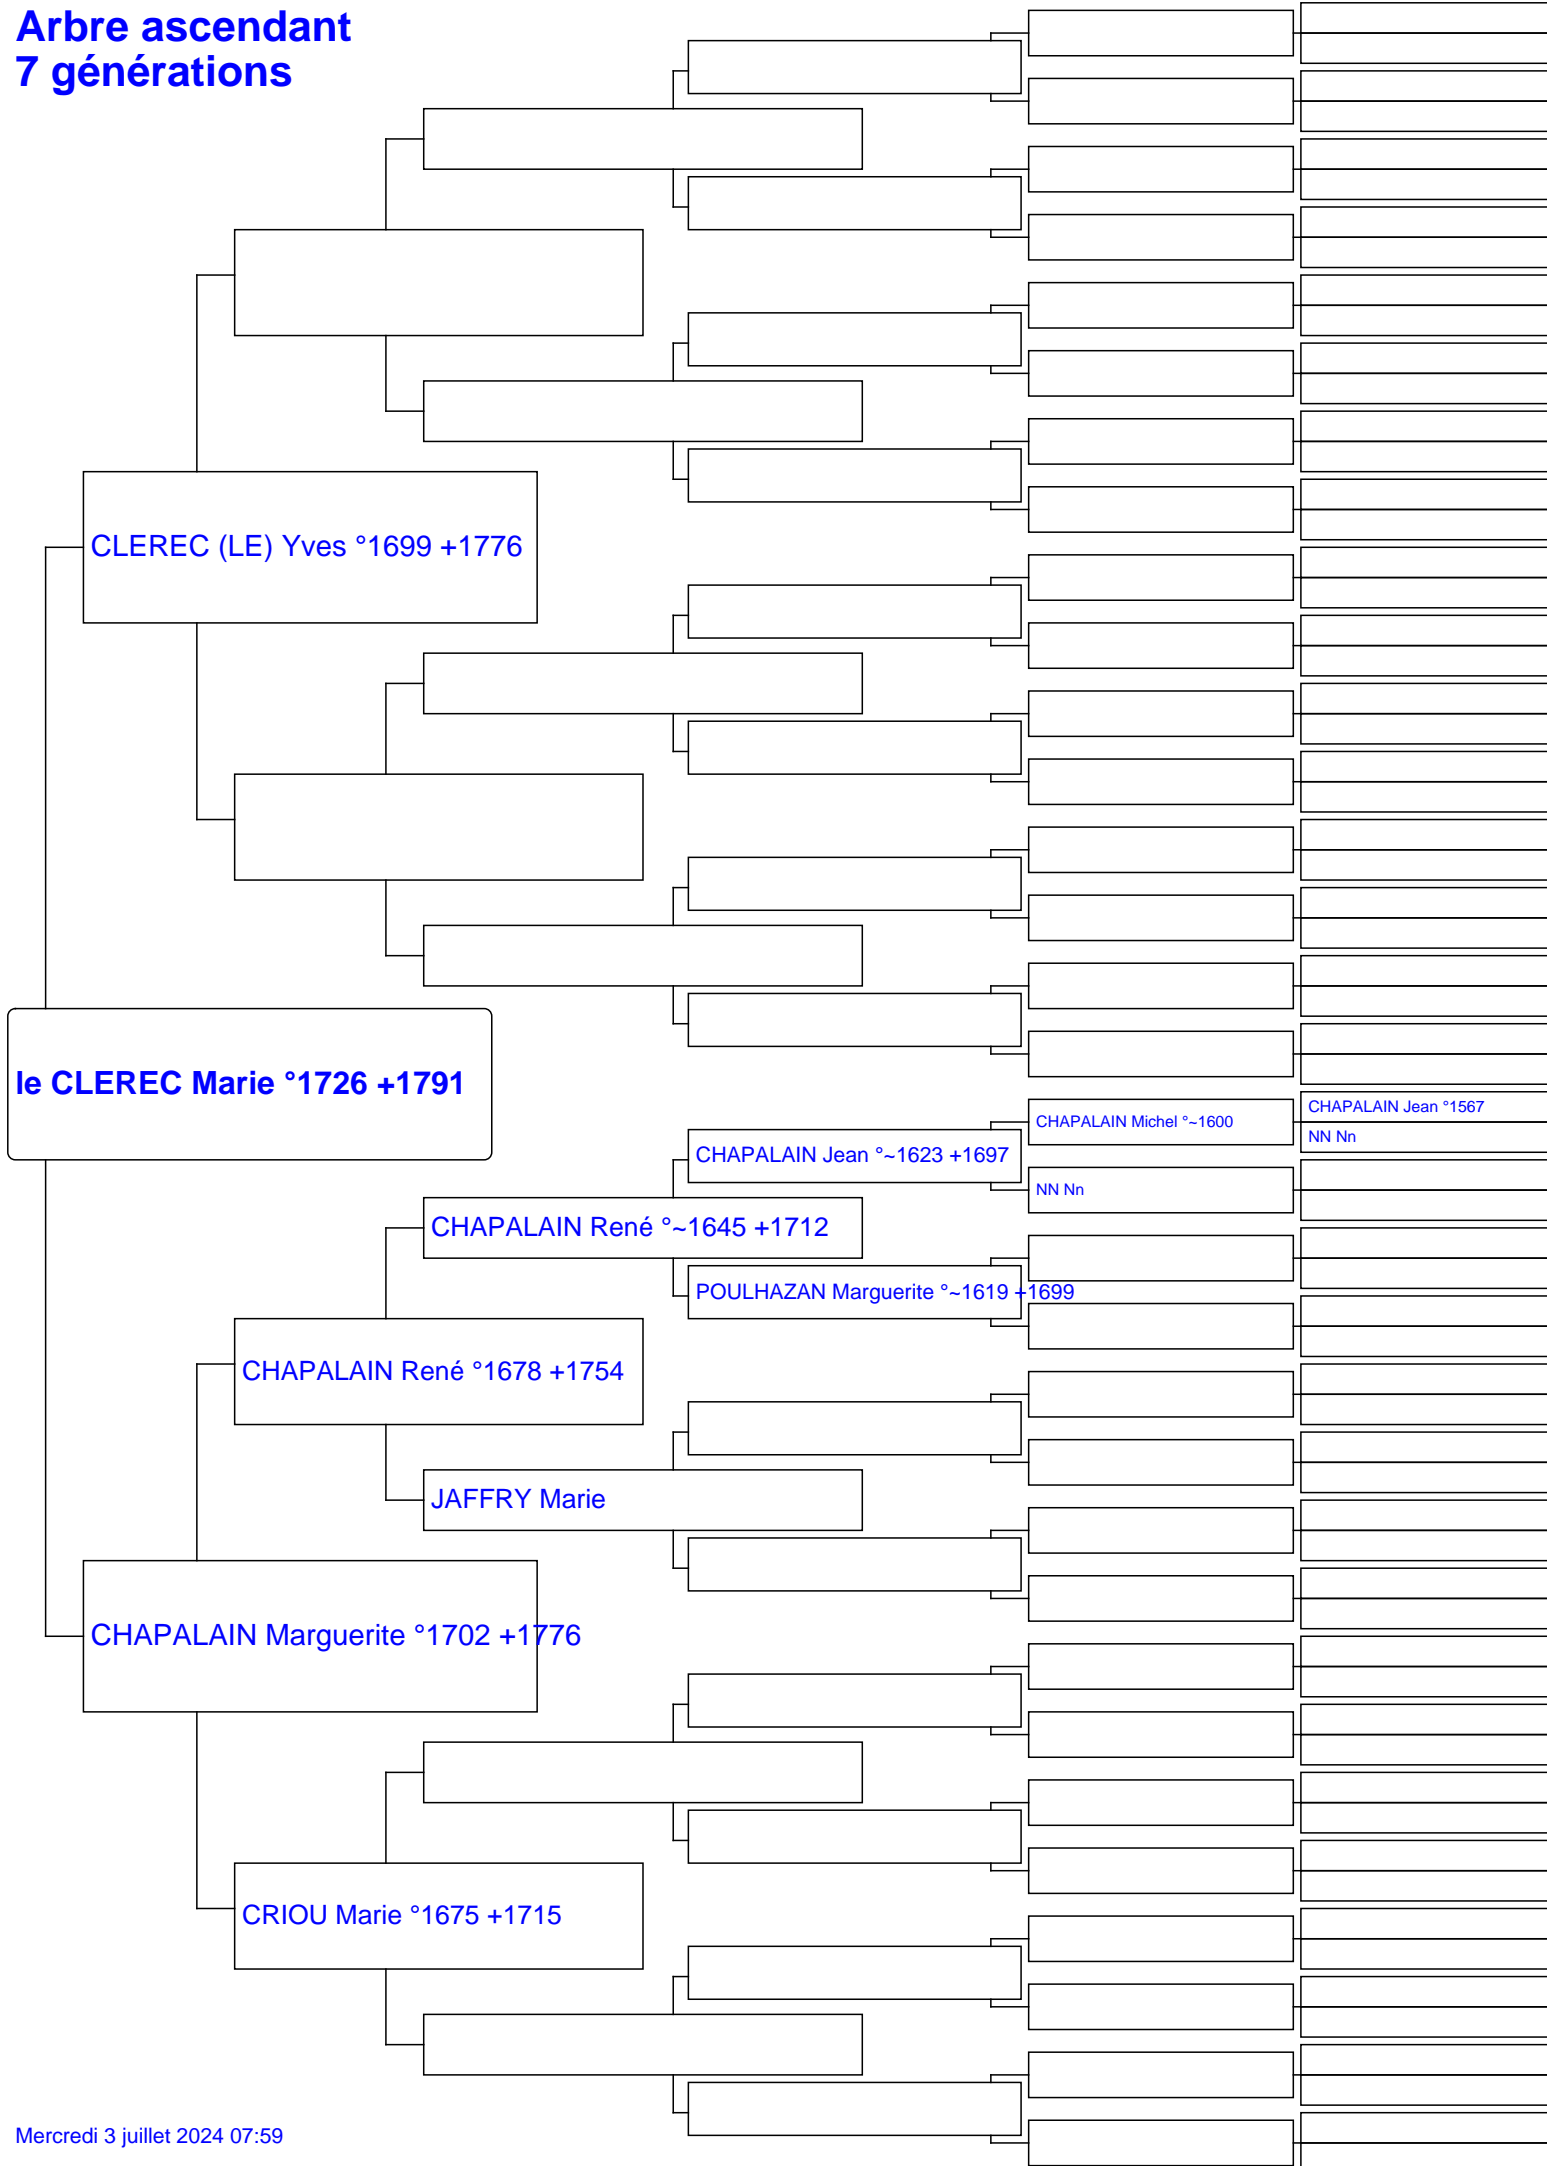 Arbre ascendant
7 générations
CLEREC (LE) Yves °1699 +1776
le CLEREC Marie °1726 +1791
CHAPALAIN Michel °~1600
CHAPALAIN Jean °1567
NN Nn
CHAPALAIN Jean °~1623 +1697
NN Nn
CHAPALAIN René °~1645 +1712
POULHAZAN Marguerite °~1619 +1699
CHAPALAIN René °1678 +1754
JAFFRY Marie
CHAPALAIN Marguerite °1702 +1776
CRIOU Marie °1675 +1715
Mercredi 3 juillet 2024 07:59